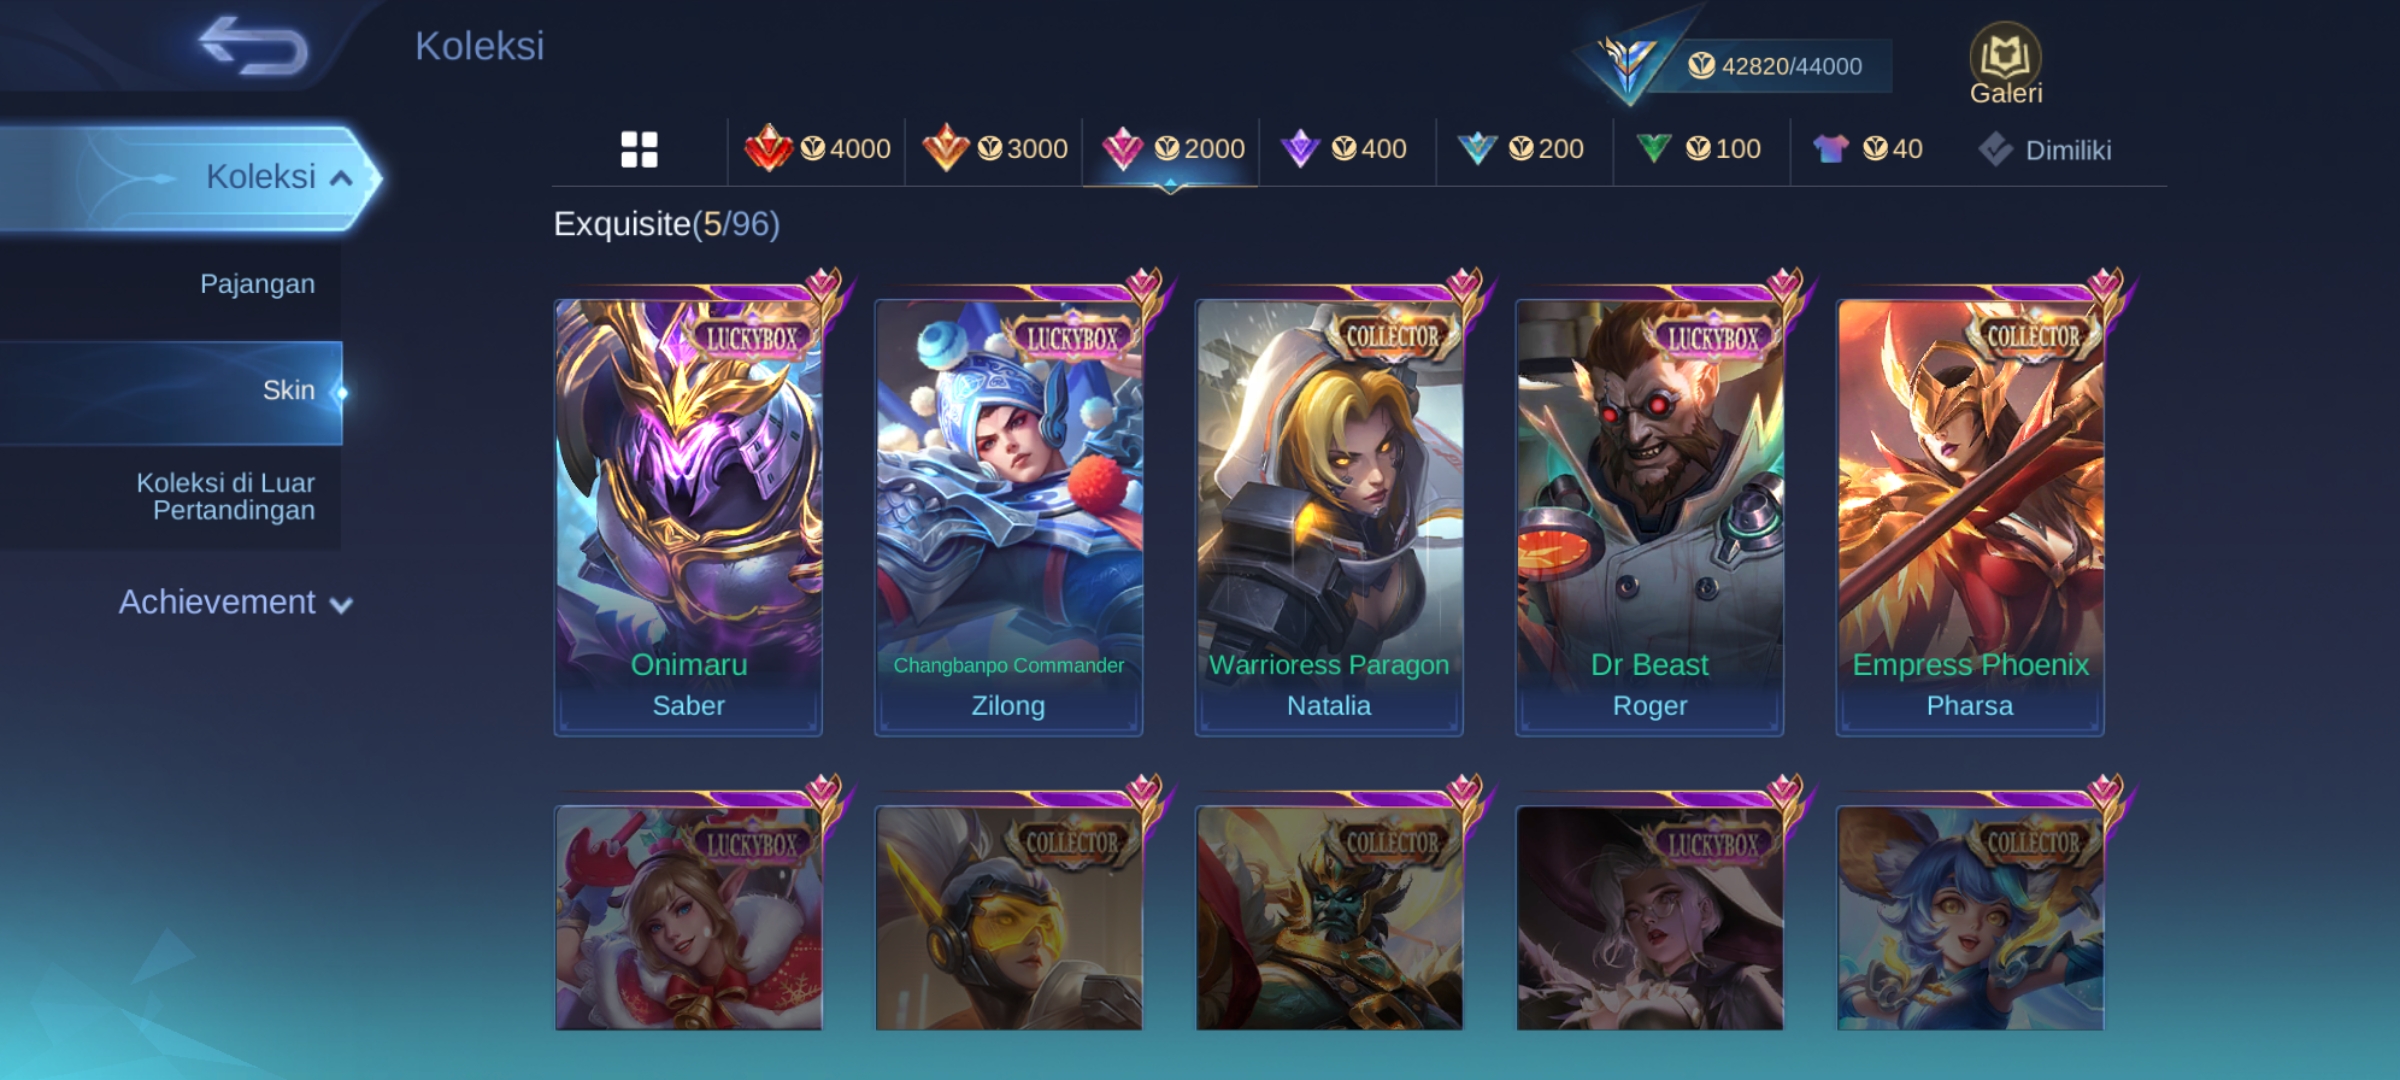 Koleksi
42820/44000
Galeri
4000 3000 2000 400 200 100 40 Dimiliki
Koleksi
Pajangan
Skin
Koleksi di Luar
Pertandingan
Achievement
Exquisite(5/96)
LUCKYBOX LUCKYBOX COLLECTOR LUCKYBOX COLLECTOR
Onimaru Changbanpo Commander Warrioress Paragon Dr Beast Empress Phoenix
Saber Zilong Natalia Roger Pharsa
LUCKYBOX COLLECTOR COLLECTOR LUCKYBOX COLLECTOR